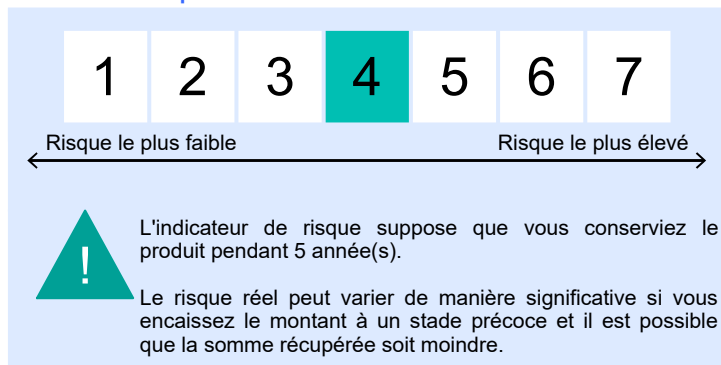 1 2 3 4 5 6 7
Risque le plus faible Risque le plus élevé
L'indicateur de risque suppose que vous conserviez le
produit pendant 5 année(s).
!
Le risque réel peut varier de manière significative si vous
encaissez le montant à un stade précoce et il est possible
que la somme récupérée soit moindre.